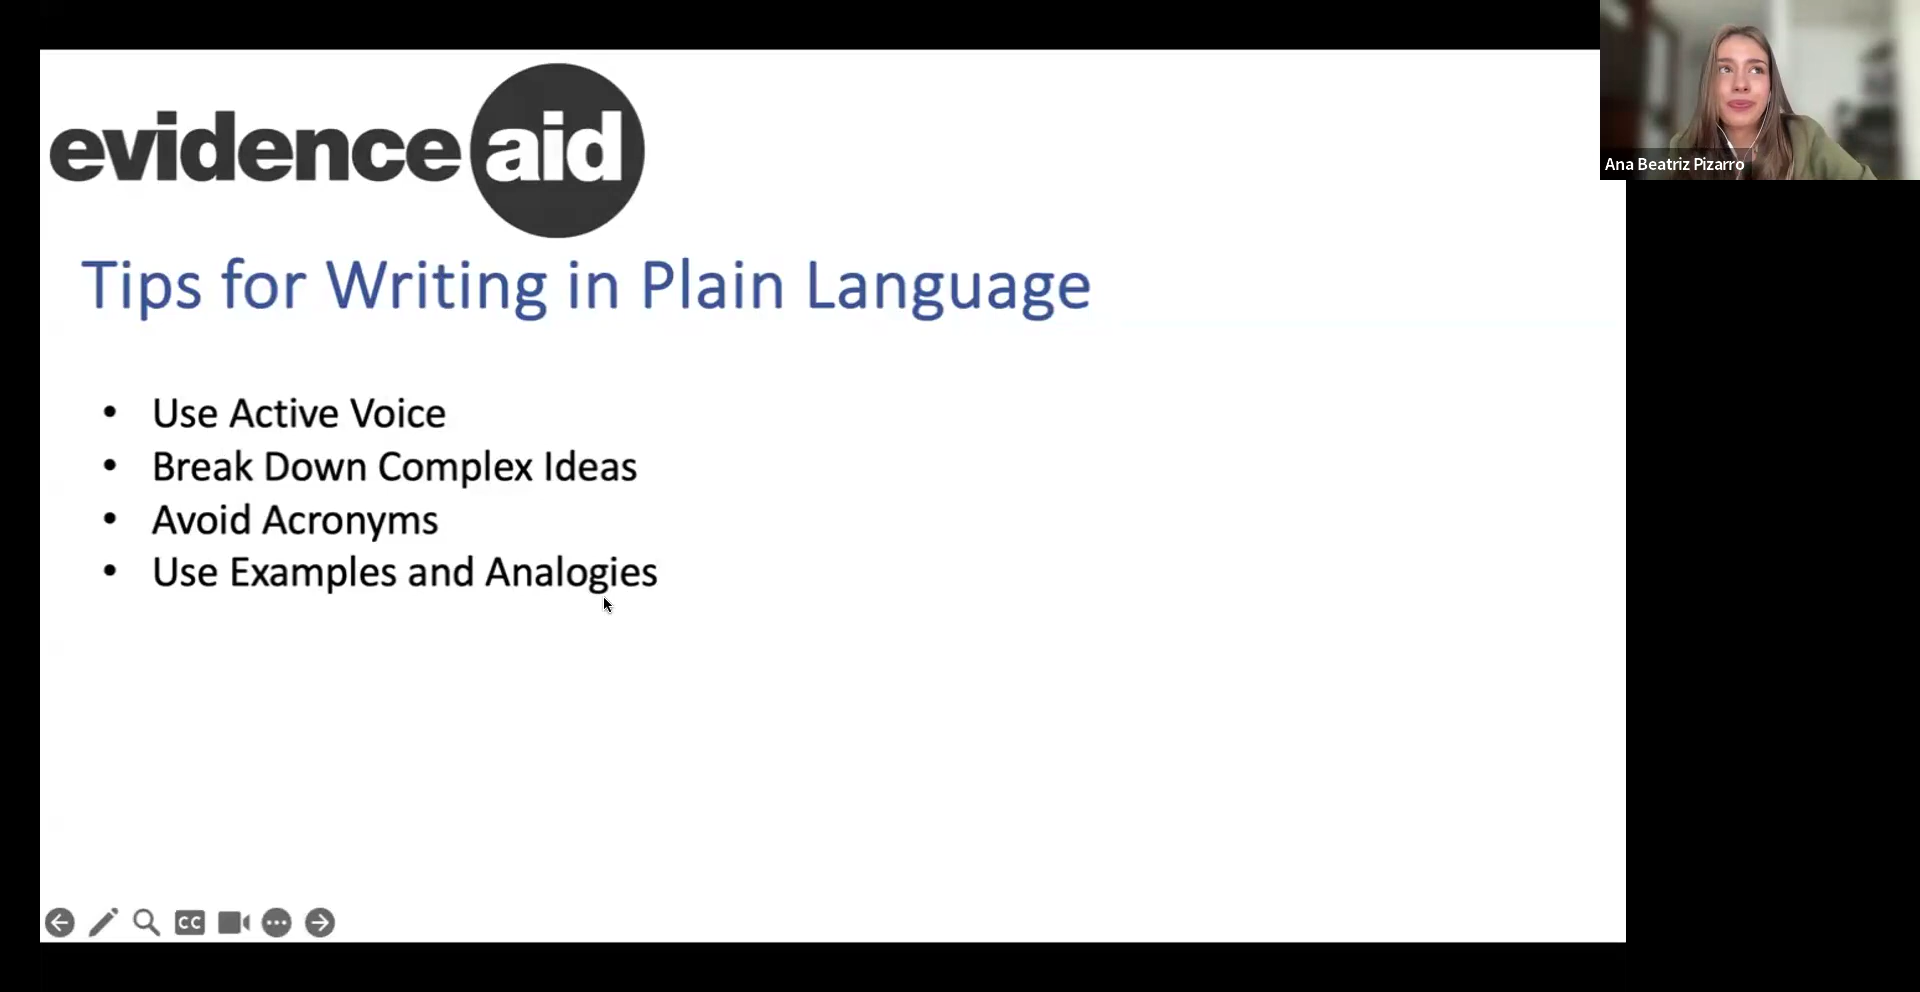 evidence aid
Ana Beatriz Pizarro
Tips for Writing in Plain Language
• Use Active Voice
• Break Down Complex Ideas
• Avoid Acronyms
• Use Examples and Analogies
CC